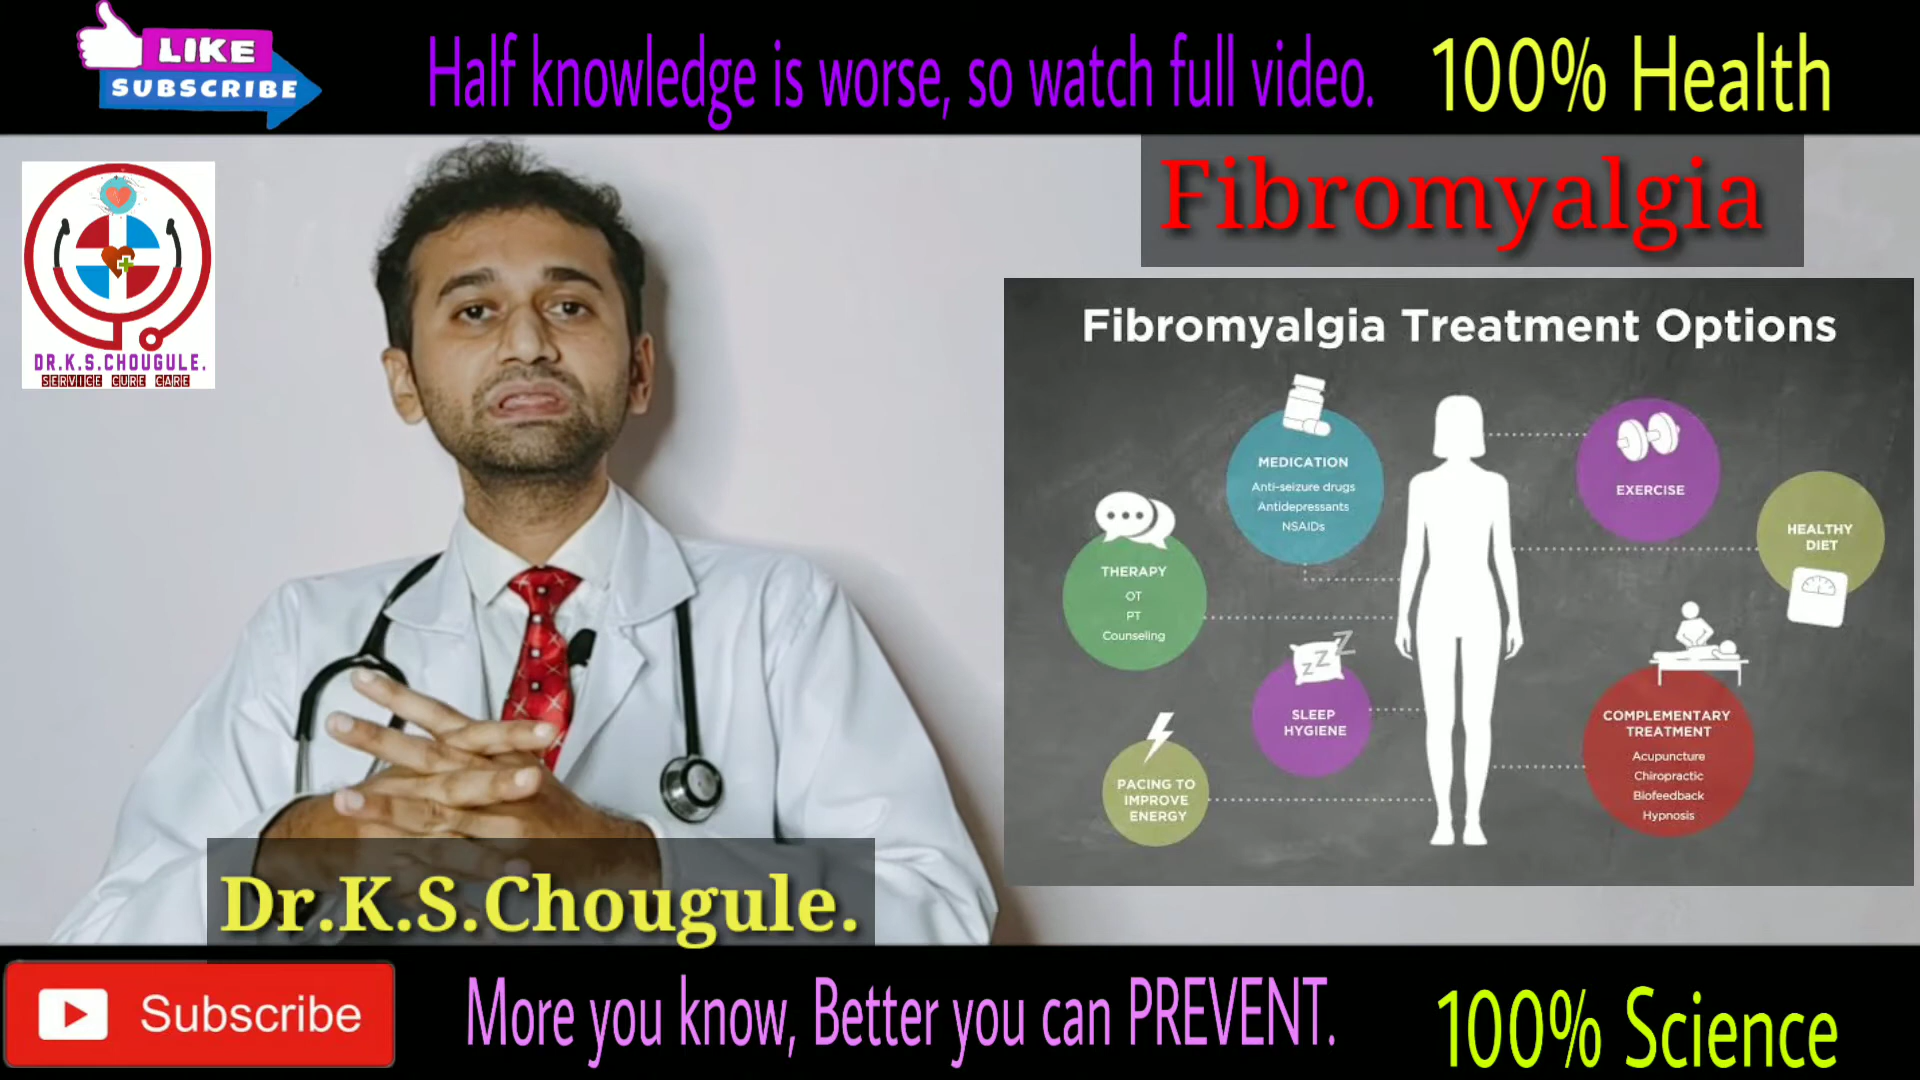 LIKE
SUBSCRIBE
Half knowledge is worse, so watch full video.
100% Health
DR.K.S.CHOUGULE.
SERVICE CURE CARE
Fibromyalgia
Fibromyalgia Treatment Options
MEDICATION
Anti-seizure drugs
Antidepressants
NSAIDs
EXERCISE
HEALTHY
DIET
THERAPY
OT
PT
Counseling
zzZ
SLEEP
HYGIENE
COMPLEMENTARY
TREATMENT
Acupuncture
Chiropractic
Biofeedback
Hypnosis
PACING TO
IMPROVE
ENERGY
Dr.K.S.Chougule.
Subscribe
More you know, Better you can PREVENT.
100% Science